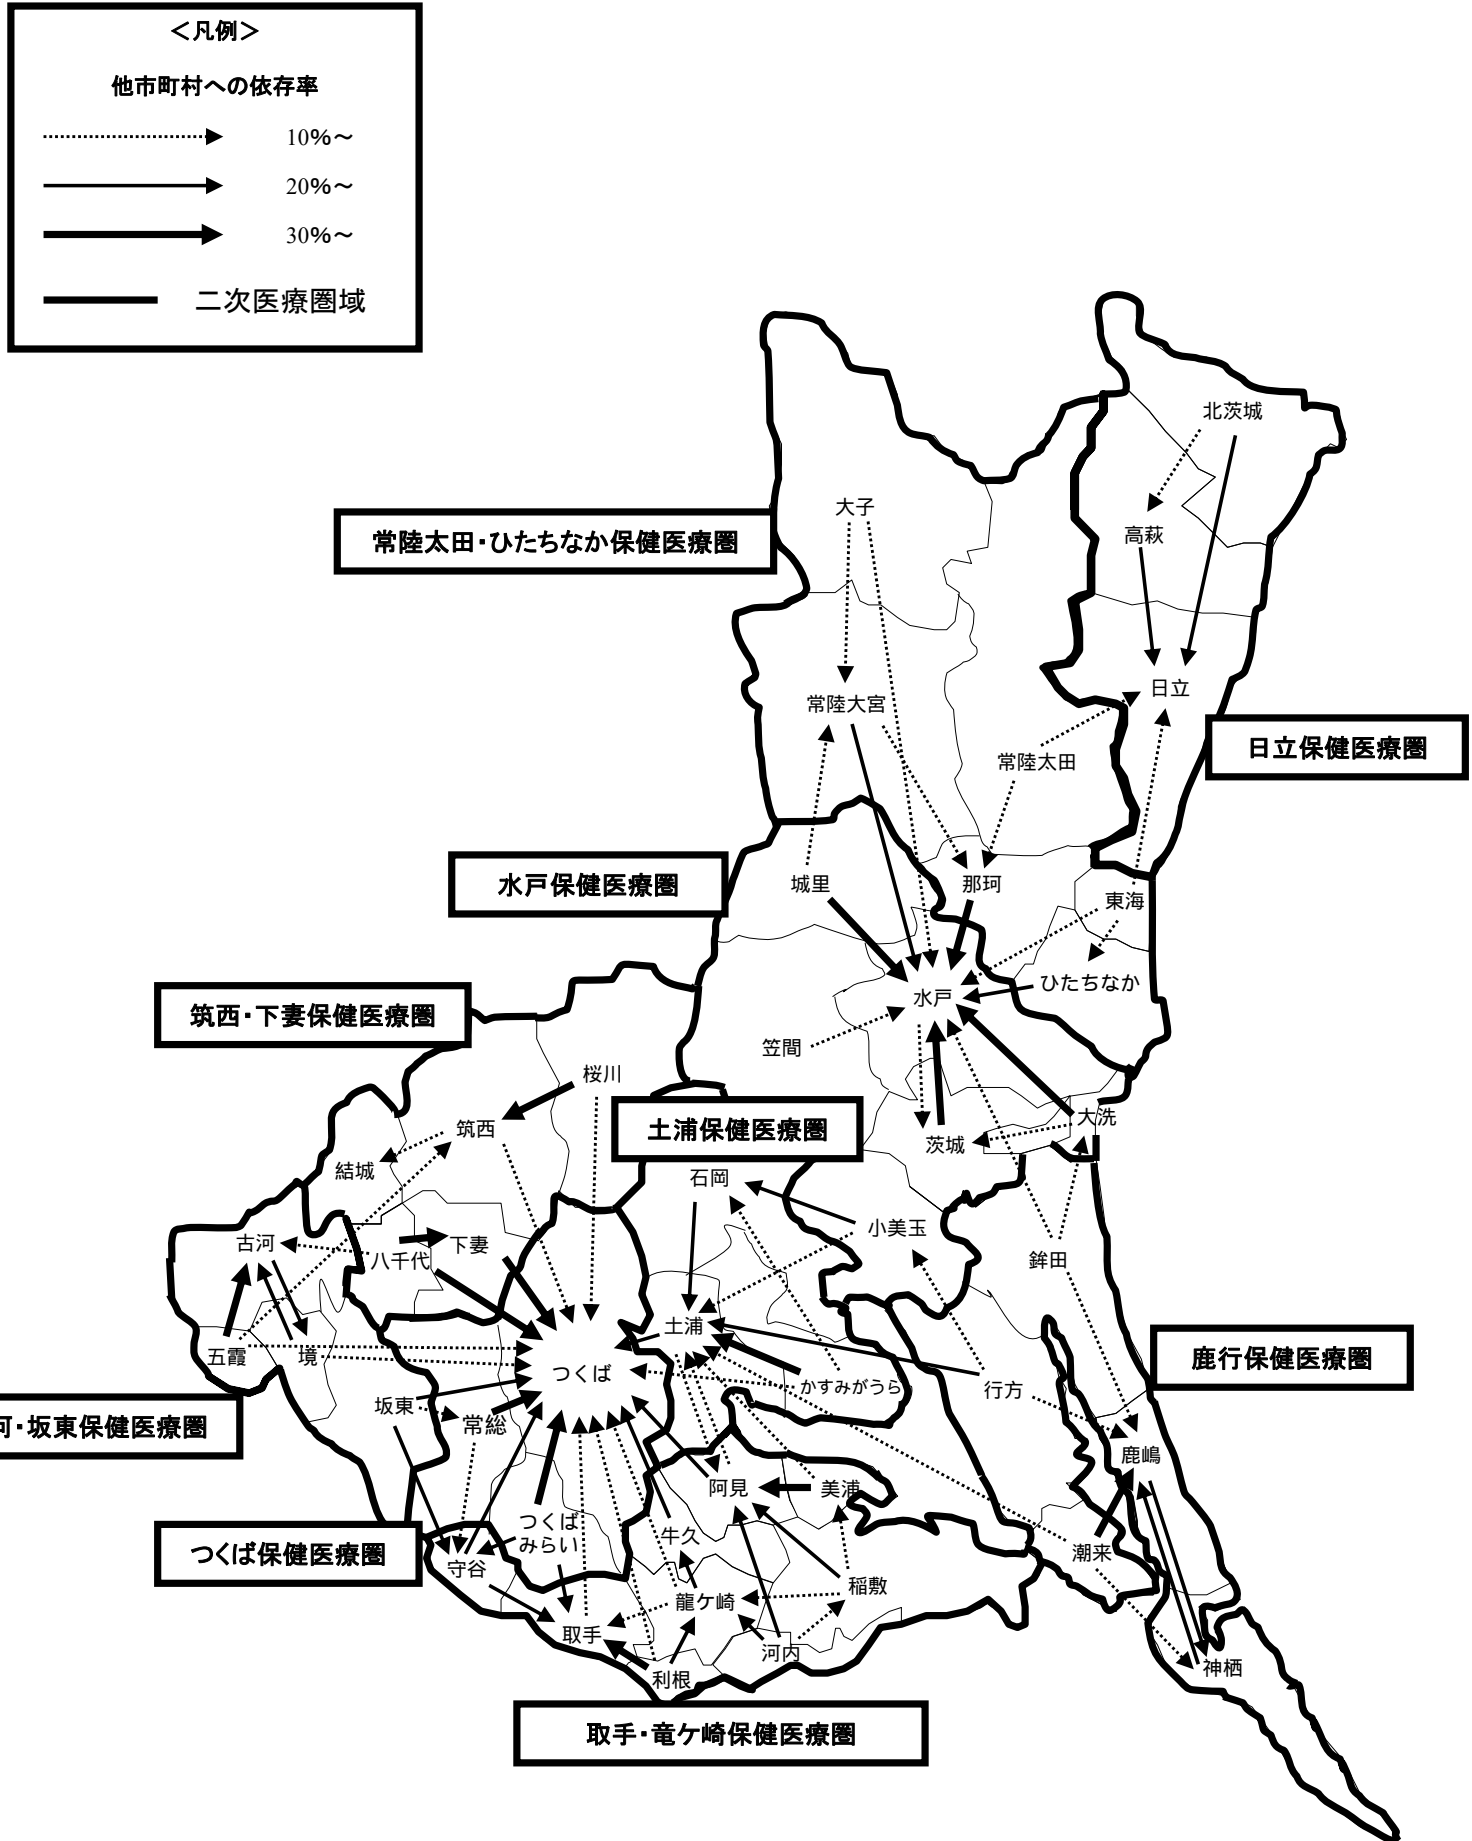 ＜凡例＞
他市町村への依存率
10%～
20%～
30%～
二次医療圏域
北茨城
大子
常陸太田・ひたちなか保健医療圏
高萩
日立
常陸大宮
日立保健医療圏
常陸太田
水戸保健医療圏
城里
那珂
東海
ひたちなか
水戸
筑西・下妻保健医療圏
笠間
桜川
大洗
筑西
土浦保健医療圏
茨城
結城
石岡
小美玉
古河
下妻
八千代
鉾田
土浦
五霞
境
鹿行保健医療圏
つくば
かすみがうら
行方
坂東
河・坂東保健医療圏
常総
鹿嶋
阿見
美浦
つくば
みらい
牛久
つくば保健医療圏
潮来
守谷
稲敷
龍ケ崎
取手
河内
神栖
利根
取手・竜ケ崎保健医療圏